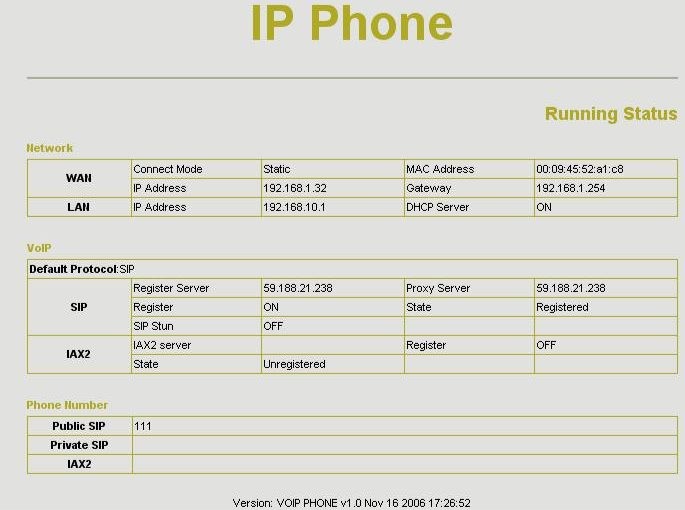 IP Phone
Running Status
Network
WAN Connect Mode Static MAC Address 00:09:45:52:a1:c8
IP Address 192.168.1.32 Gateway 192.168.1.254
LAN IP Address 192.168.10.1 DHCP Server ON
VoIP
Default Protocol:SIP
SIP Register Server 59.188.21.238 Proxy Server 59.188.21.238
Register ON State Registered
SIP Stun OFF
IAX2 IAX2 server Register OFF
State Unregistered
Phone Number
Public SIP 111
Private SIP
IAX2
Version: VOIP PHONE v1.0 Nov 16 2006 17:26:52